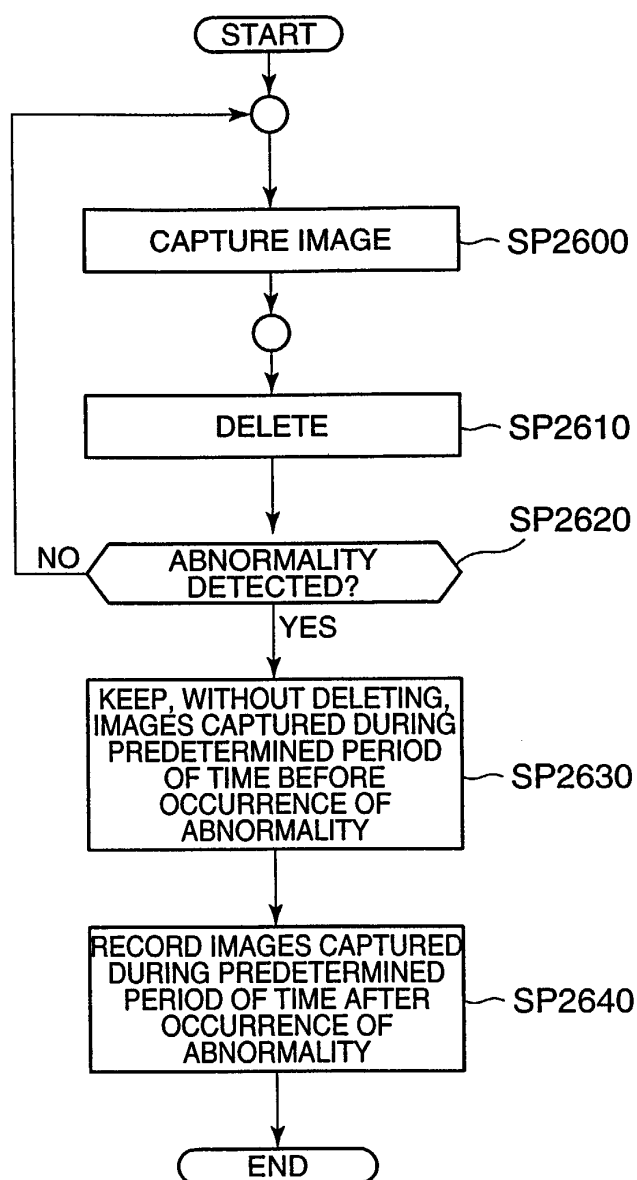 START
CAPTURE IMAGE
SP2600
DELETE
SP2610
SP2620
NO
ABNORMALITY
DETECTED?
YES
KEEP, WITHOUT DELETING,
IMAGES CAPTURED DURING
PREDETERMINED PERIOD
OF TIME BEFORE
OCCURRENCE OF
ABNORMALITY
SP2630
RECORD IMAGES CAPTURED
DURING PREDETERMINED
PERIOD OF TIME AFTER
OCCURRENCE OF
ABNORMALITY
SP2640
END